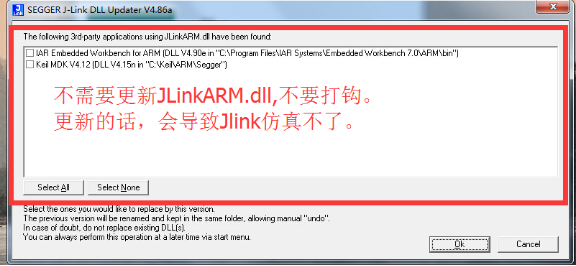 SEGGER J-Link DLL Updater V4.86a
The following 3rd-party applications using JLinkARM.dll have been found:
IAR Embedded Workbench for ARM (DLL V4.90e in "C:\Program Files\IAR Systems\Embedded Workbench 7.0\ARM\bin")
Keil MDK V4.12 (DLL V4.15n in "C:\Keil\ARM\Segger")
不需要更新JLinkARM.dll,不要打钩。
更新的话，会导致Jlink仿真不了。
Select All Select None
Select the ones you would like to replace by this version.
The previous version will be renamed and kept in the same folder, allowing manual "undo".
In case of doubt, do not replace existing DLL(s).
You can always perform this operation at a later time via start menu.
Ok Cancel